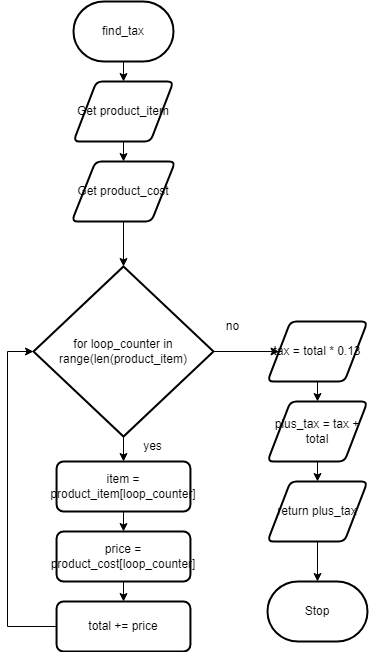 find_tax
Get product_item
Get product_cost
for loop_counter in
range(len(product_item)
no
yes
item =
product_item[loop_counter]
price =
product_cost[loop_counter]
total += price
tax = total * 0.13
plus_tax = tax +
total
return plus_tax
Stop